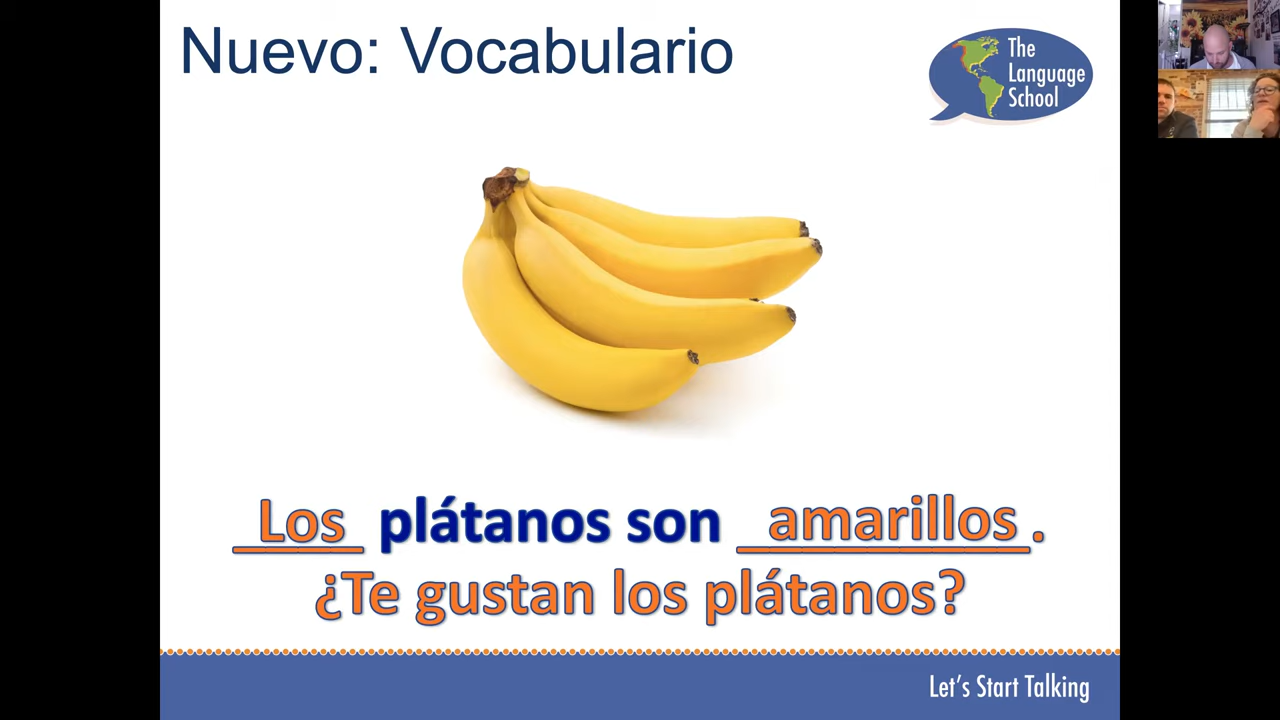 Nuevo: Vocabulario
The
Language
School
Los plátanos son amarillos.
¿Te gustan los plátanos?
Let's Start Talking